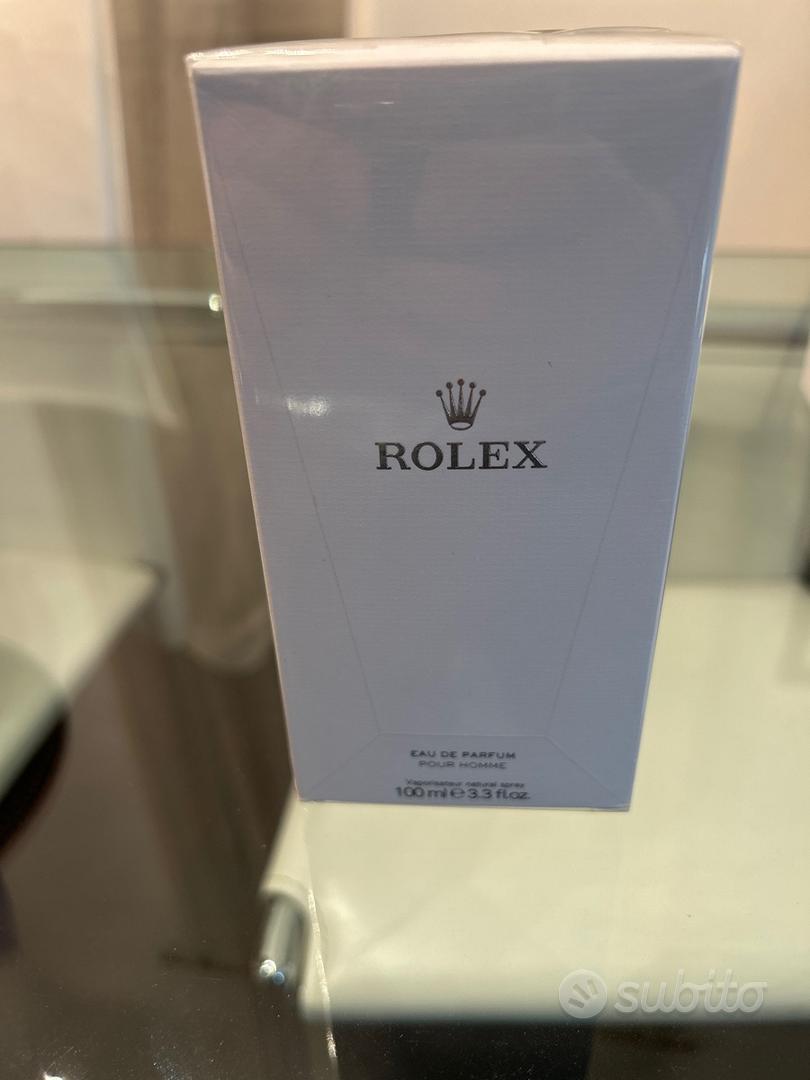 ROLEX
EAU DE PARFUM
POUR HOMME
Vaporisateur natural spray
100 ml ℮ 3.3 fl.oz.
subito